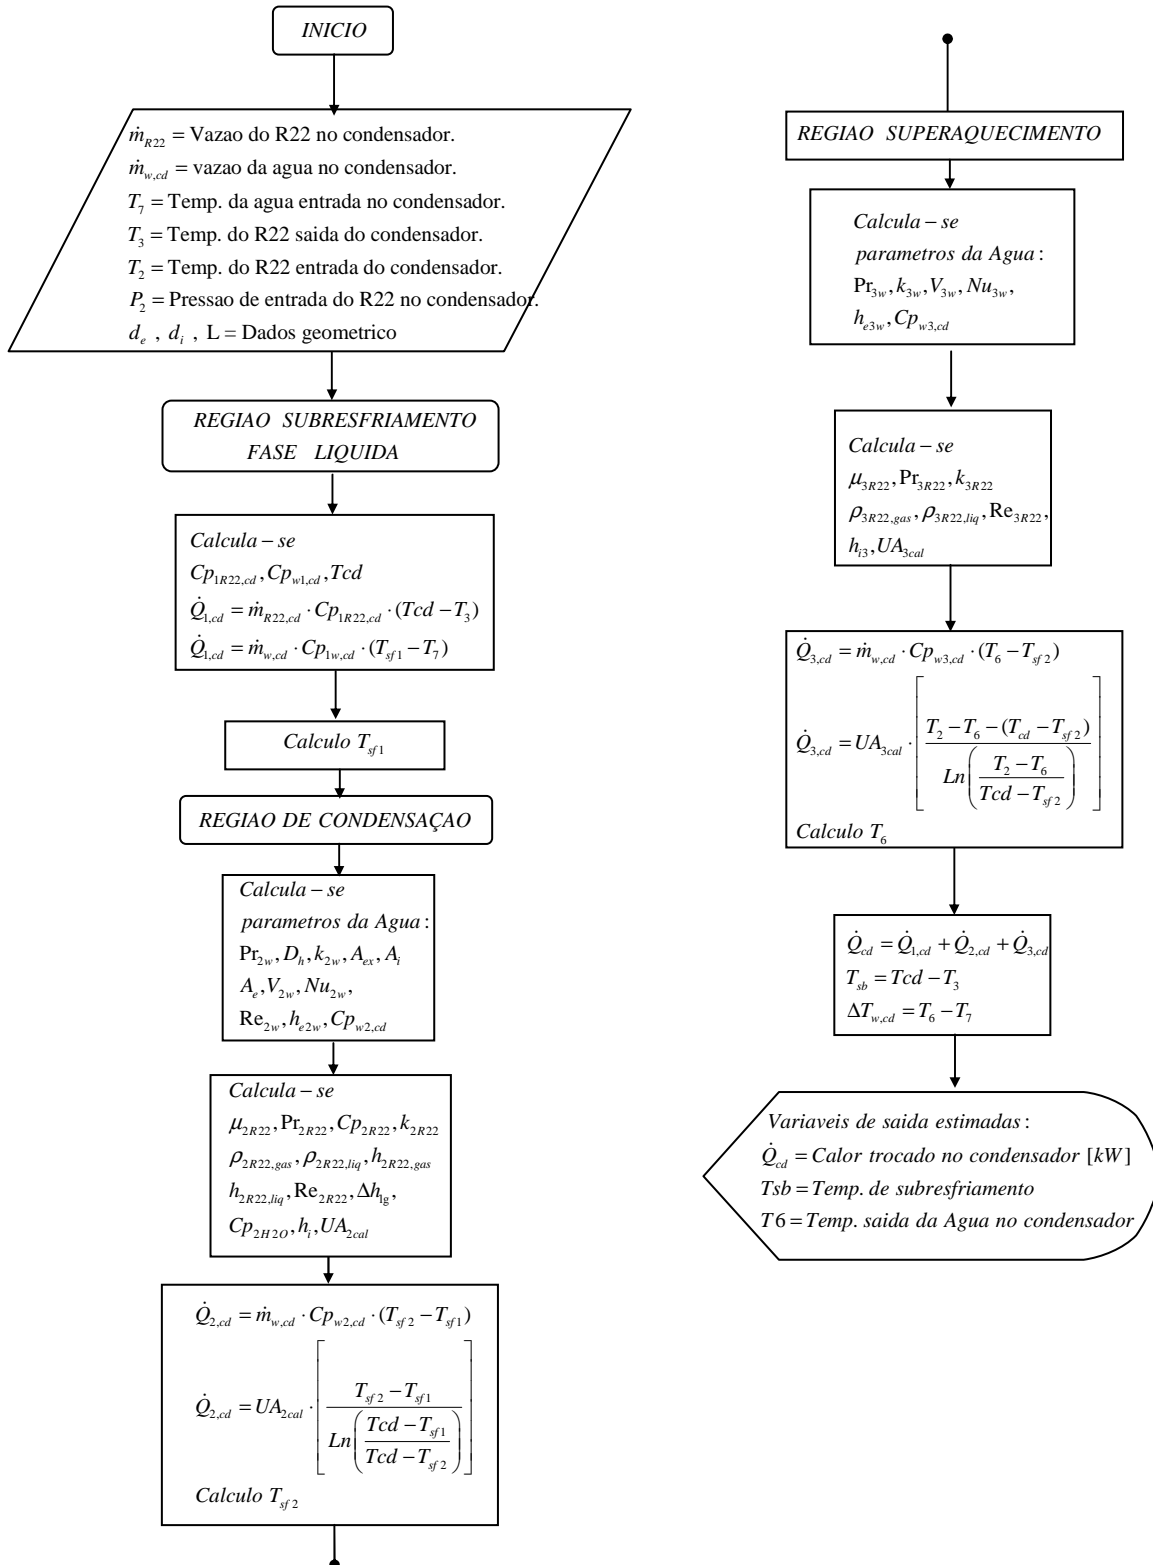 INICIO
ṁ_R22 = Vazao do R22 no condensador.
ṁ_w,cd = vazao da agua no condensador.
T_7 = Temp. da agua entrada no condensador.
T_3 = Temp. do R22 saida do condensador.
T_2 = Temp. do R22 entrada do condensador.
P_2 = Pressao de entrada do R22 no condensador.
d_e , d_i , L = Dados geometrico
REGIAO SUBRESFRIAMENTO
FASE LIQUIDA
Calcula − se
Cp_1R22,cd, Cp_w1,cd, Tcd
Q̇_1,cd = ṁ_R22,cd · Cp_1R22,cd · (Tcd − T_3)
Q̇_1,cd = ṁ_w,cd · Cp_1w,cd · (T_sf1 − T_7)
Calculo T_sf1
REGIAO DE CONDENSAÇAO
Calcula − se
parametros da Agua :
Pr_2w, D_h, k_2w, A_ex, A_i
A_e, V_2w, Nu_2w,
Re_2w, h_e2w, Cp_w2,cd
Calcula − se
μ_2R22, Pr_2R22, Cp_2R22, k_2R22
ρ_2R22,gas, ρ_2R22,liq, h_2R22,gas
h_2R22,liq, Re_2R22, Δh_lg,
Cp_2H2O, h_i, UA_2cal
Q̇_2,cd = ṁ_w,cd · Cp_w2,cd · (T_sf2 − T_sf1)
Q̇_2,cd = UA_2cal · [ (T_sf2 − T_sf1) / Ln( (Tcd − T_sf1) / (Tcd − T_sf2) ) ]
Calculo T_sf2
REGIAO SUPERAQUECIMENTO
Calcula − se
parametros da Agua :
Pr_3w, k_3w, V_3w, Nu_3w,
h_e3w, Cp_w3,cd
Calcula − se
μ_3R22, Pr_3R22, k_3R22
ρ_3R22,gas, ρ_3R22,liq, Re_3R22,
h_i3, UA_3cal
Q̇_3,cd = ṁ_w,cd · Cp_w3,cd · (T_6 − T_sf2)
Q̇_3,cd = UA_3cal · [ (T_2 − T_6 − (T_cd − T_sf2)) / Ln( (T_2 − T_6) / (Tcd − T_sf2) ) ]
Calculo T_6
Q̇_cd = Q̇_1,cd + Q̇_2,cd + Q̇_3,cd
T_sb = Tcd − T_3
ΔT_w,cd = T_6 − T_7
Variaveis de saida estimadas :
Q̇_cd = Calor trocado no condensador [kW]
Tsb = Temp. de subresfriamento
T6 = Temp. saida da Agua no condensador